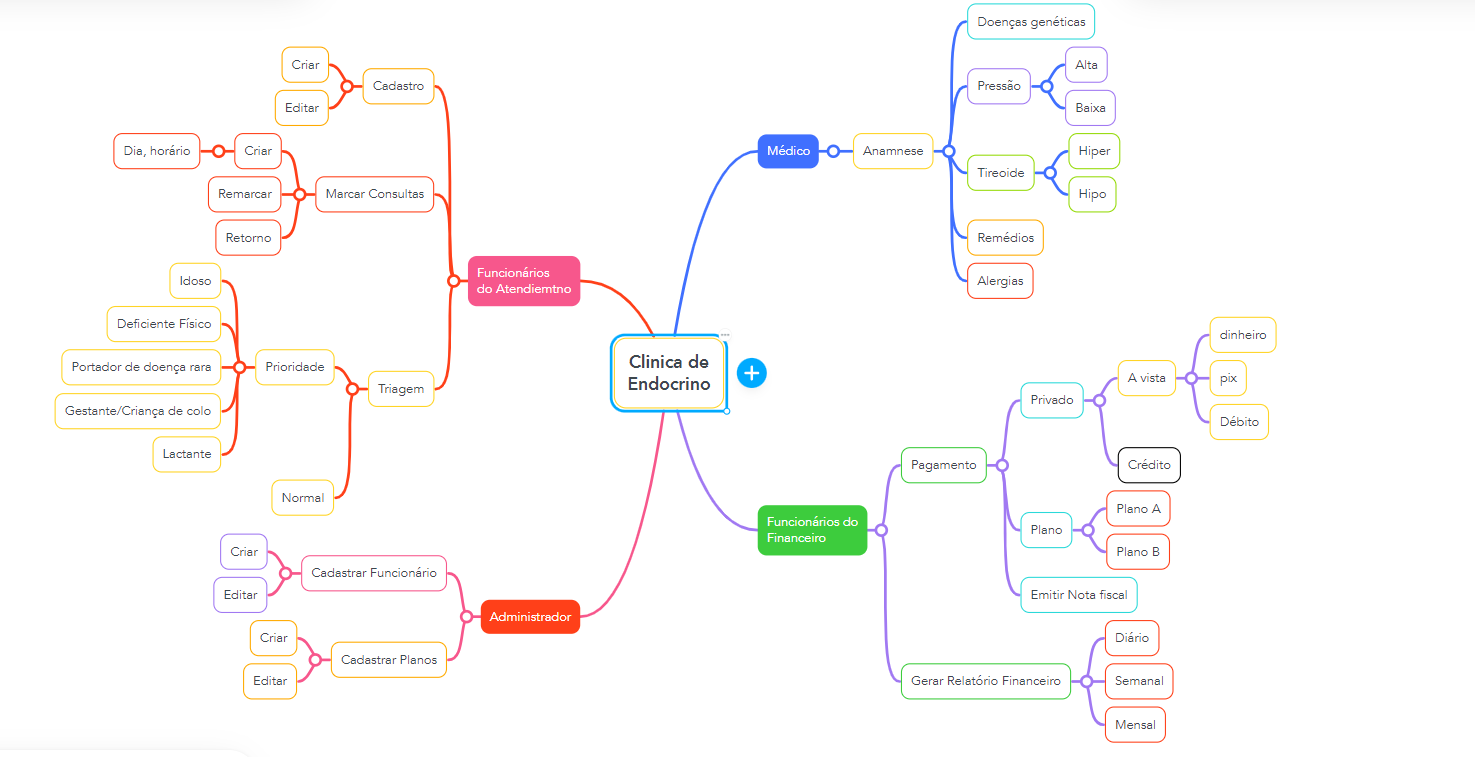 Clinica de
Endocrino
Médico
Anamnese
Doenças genéticas
Pressão
Alta
Baixa
Tireoide
Hiper
Hipo
Remédios
Alergias
Funcionários do
Financeiro
Pagamento
Privado
A vista
dinheiro
pix
Débito
Crédito
Plano
Plano A
Plano B
Emitir Nota fiscal
Gerar Relatório Financeiro
Diário
Semanal
Mensal
Funcionários
do Atendiemtno
Cadastro
Criar
Editar
Marcar Consultas
Criar
Dia, horário
Remarcar
Retorno
Triagem
Prioridade
Idoso
Deficiente Físico
Portador de doença rara
Gestante/Criança de colo
Lactante
Normal
Administrador
Cadastrar Funcionário
Criar
Editar
Cadastrar Planos
Criar
Editar